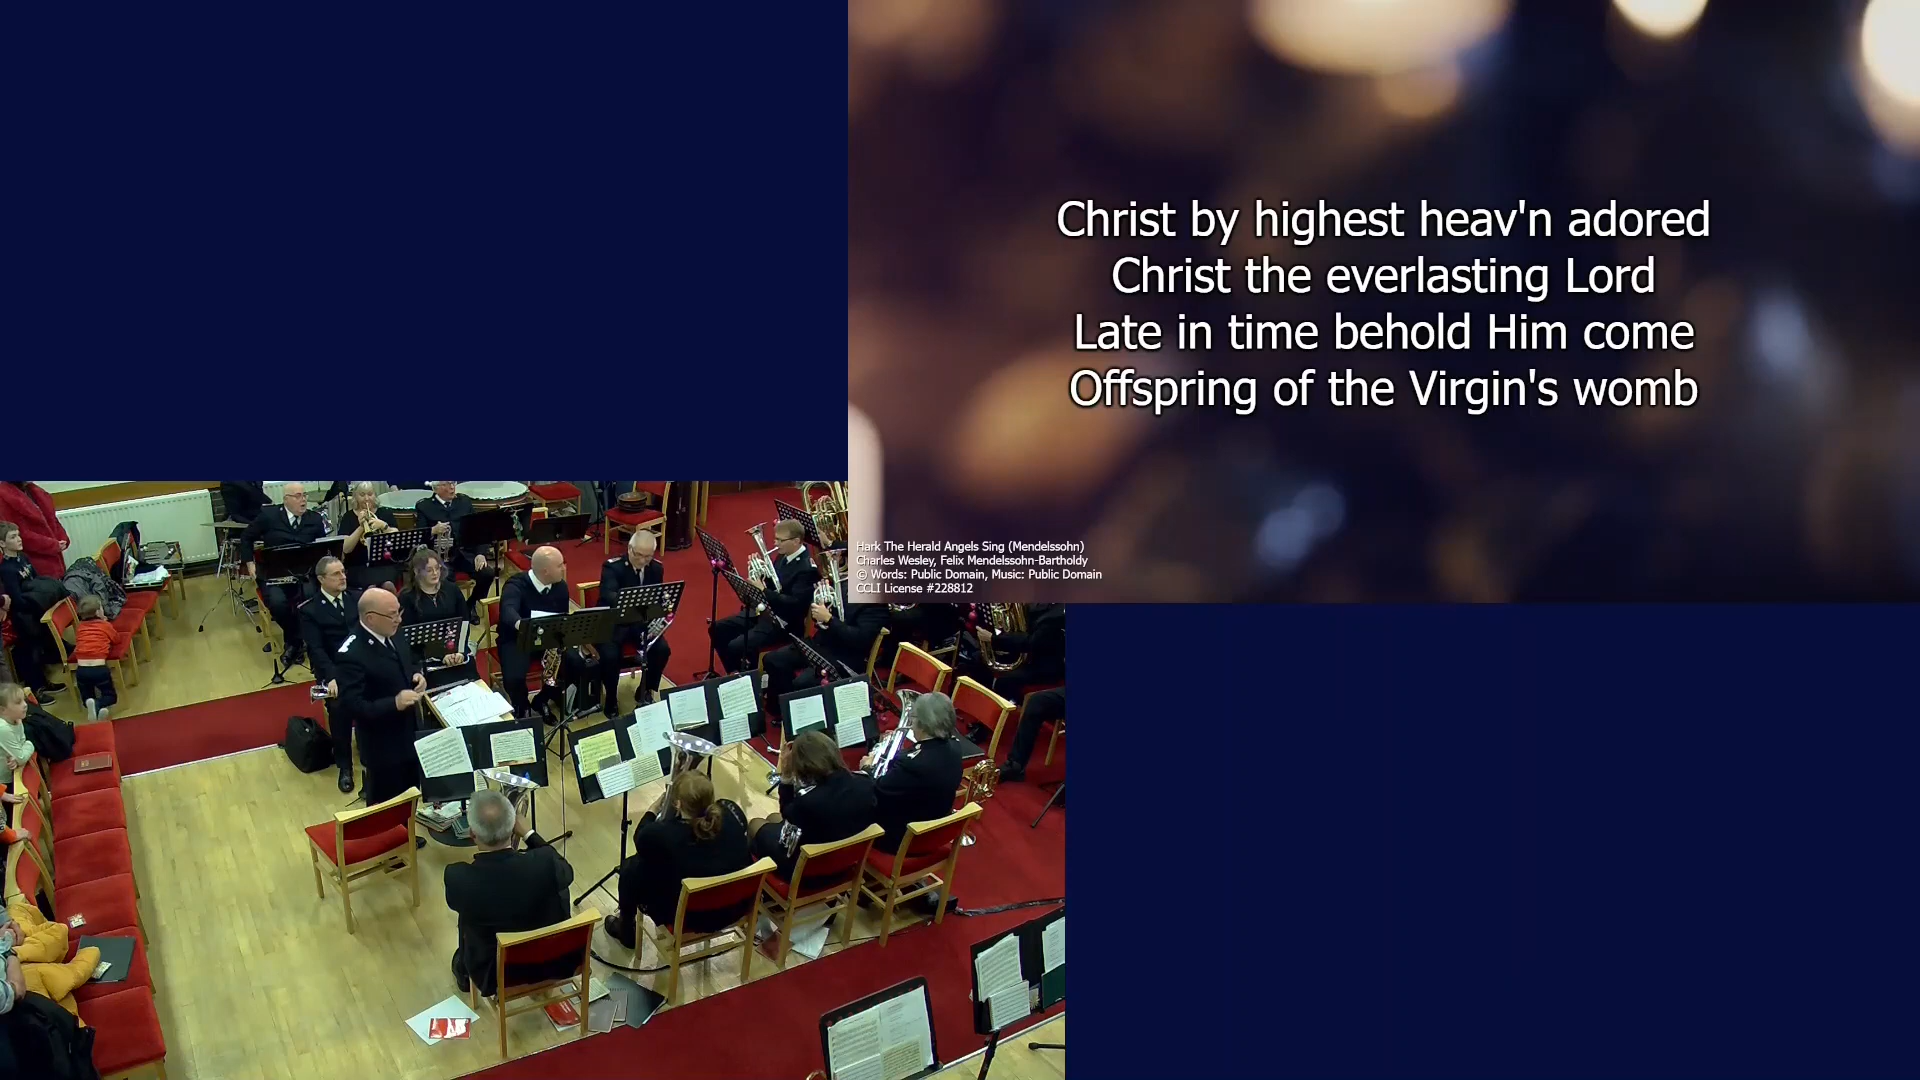 Christ by highest heav'n adored
Christ the everlasting Lord
Late in time behold Him come
Offspring of the Virgin's womb
Hark The Herald Angels Sing (Mendelssohn)
Charles Wesley, Felix Mendelssohn-Bartholdy
© Words: Public Domain, Music: Public Domain
CCLI License #228812